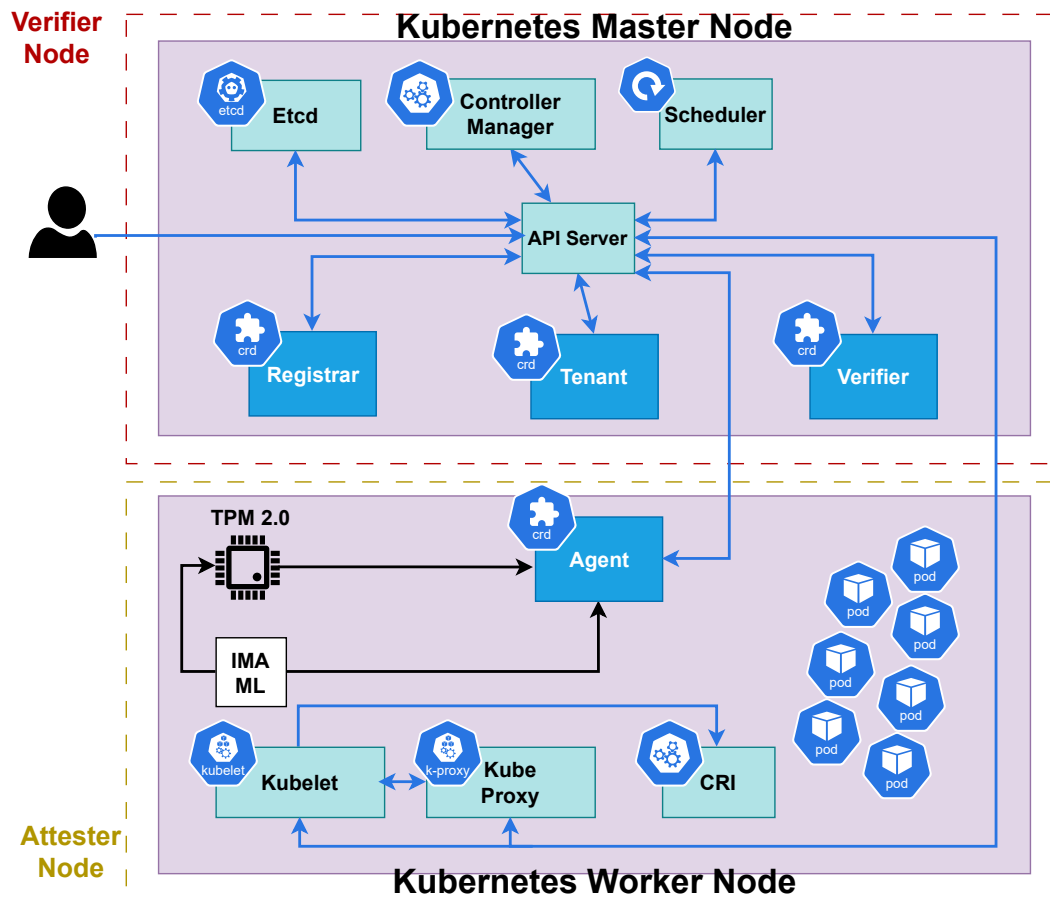 Verifier
Node
Kubernetes Master Node
etcd
Etcd
Controller
Manager
Scheduler
API Server
crd
Registrar
crd
Tenant
crd
Verifier
TPM 2.0
crd
Agent
IMA
ML
pod
pod
pod
pod
pod
pod
pod
kubelet
Kubelet
k-proxy
Kube
Proxy
CRI
Attester
Node
Kubernetes Worker Node